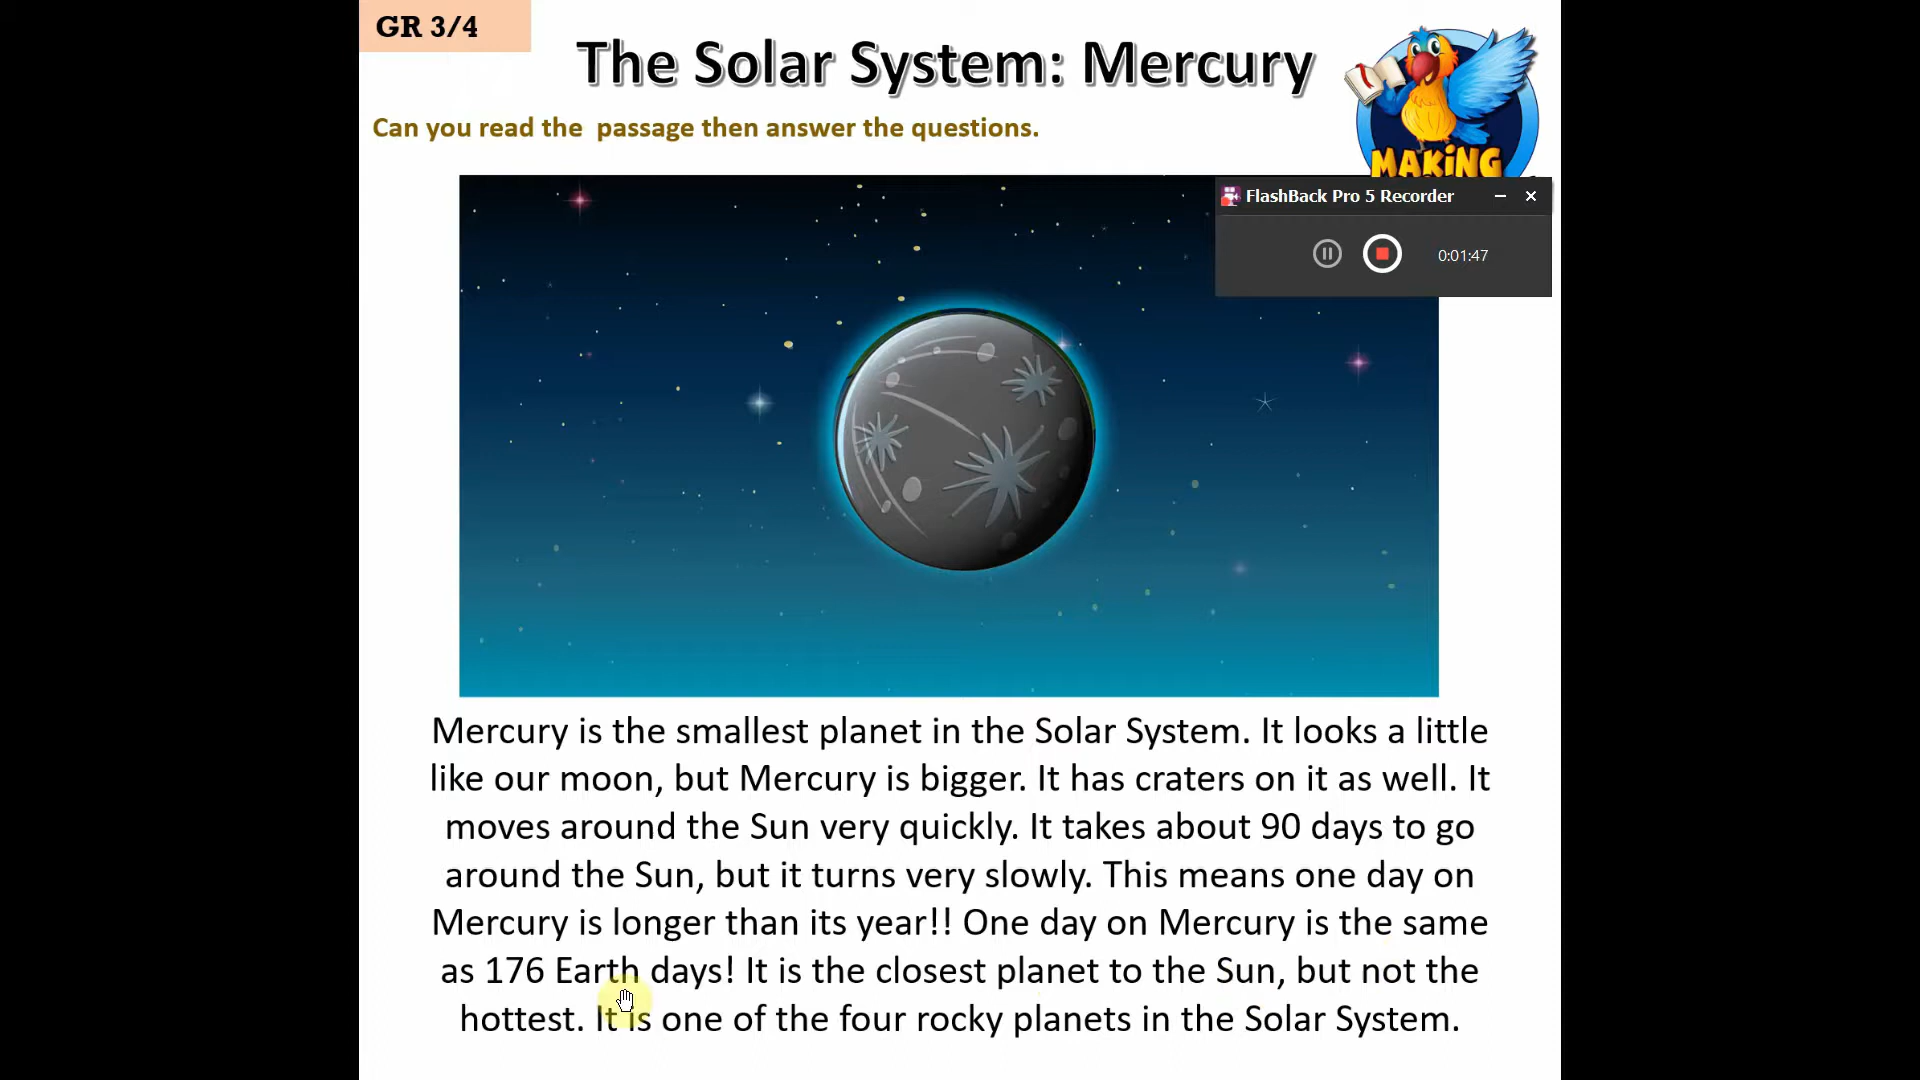 GR 3/4
The Solar System: Mercury
Can you read the passage then answer the questions.
MAKiNG
FlashBack Pro 5 Recorder
0:01:47
Mercury is the smallest planet in the Solar System. It looks a little
like our moon, but Mercury is bigger. It has craters on it as well. It
moves around the Sun very quickly. It takes about 90 days to go
around the Sun, but it turns very slowly. This means one day on
Mercury is longer than its year!! One day on Mercury is the same
as 176 Earth days! It is the closest planet to the Sun, but not the
hottest. It is one of the four rocky planets in the Solar System.